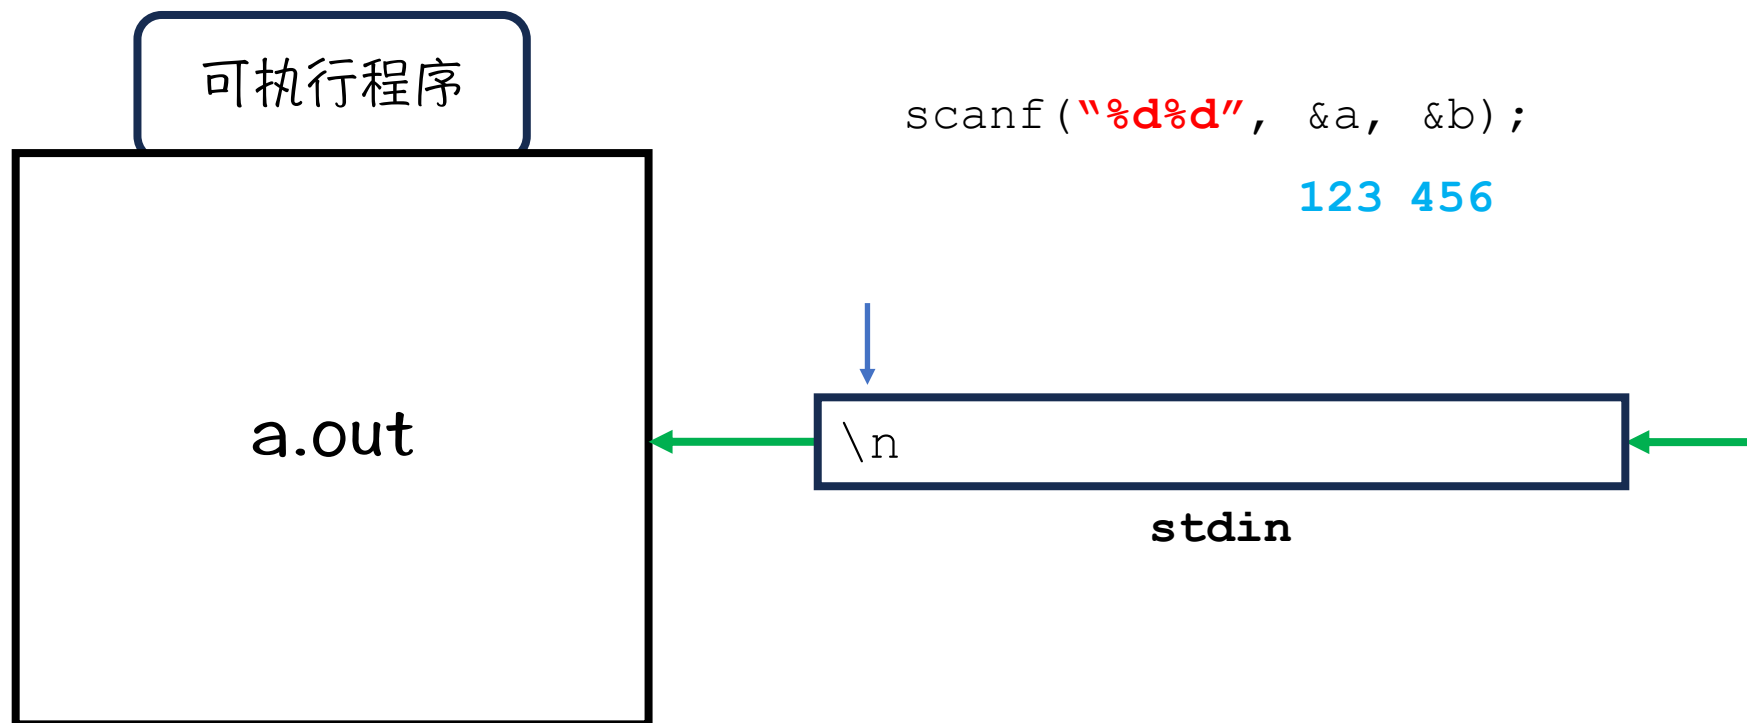 可执行程序
scanf(“%d%d”, &a, &b);
123 456
a.out
\n
stdin